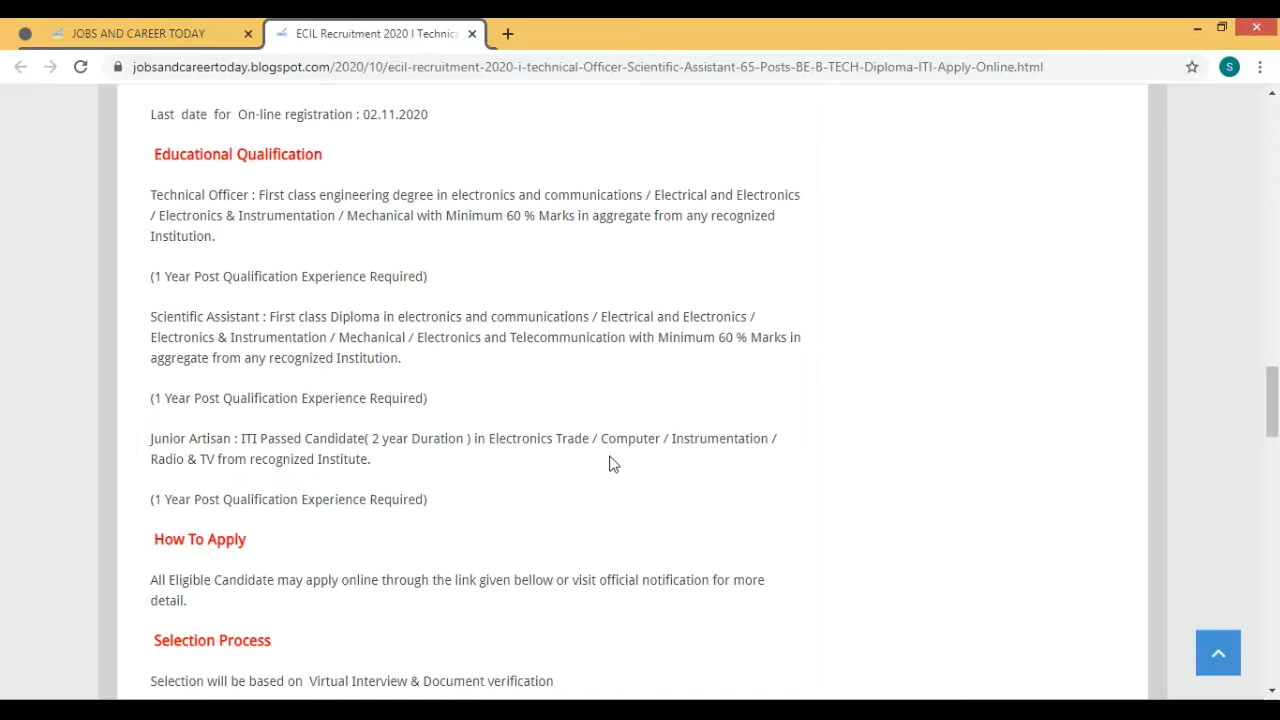 JOBS AND CAREER TODAY
ECIL Recruitment 2020 I Technica
jobsandcareertoday.blogspot.com/2020/10/ecil-recruitment-2020-i-technical-Officer-Scientific-Assistant-65-Posts-BE-B-TECH-Diploma-ITI-Apply-Online.html
S
Last date for On-line registration : 02.11.2020
Educational Qualification
Technical Officer : First class engineering degree in electronics and communications / Electrical and Electronics
/ Electronics & Instrumentation / Mechanical with Minimum 60 % Marks in aggregate from any recognized
Institution.
(1 Year Post Qualification Experience Required)
Scientific Assistant : First class Diploma in electronics and communications / Electrical and Electronics /
Electronics & Instrumentation / Mechanical / Electronics and Telecommunication with Minimum 60 % Marks in
aggregate from any recognized Institution.
(1 Year Post Qualification Experience Required)
Junior Artisan : ITI Passed Candidate( 2 year Duration ) in Electronics Trade / Computer / Instrumentation /
Radio & TV from recognized Institute.
(1 Year Post Qualification Experience Required)
How To Apply
All Eligible Candidate may apply online through the link given bellow or visit official notification for more
detail.
Selection Process
Selection will be based on Virtual Interview & Document verification